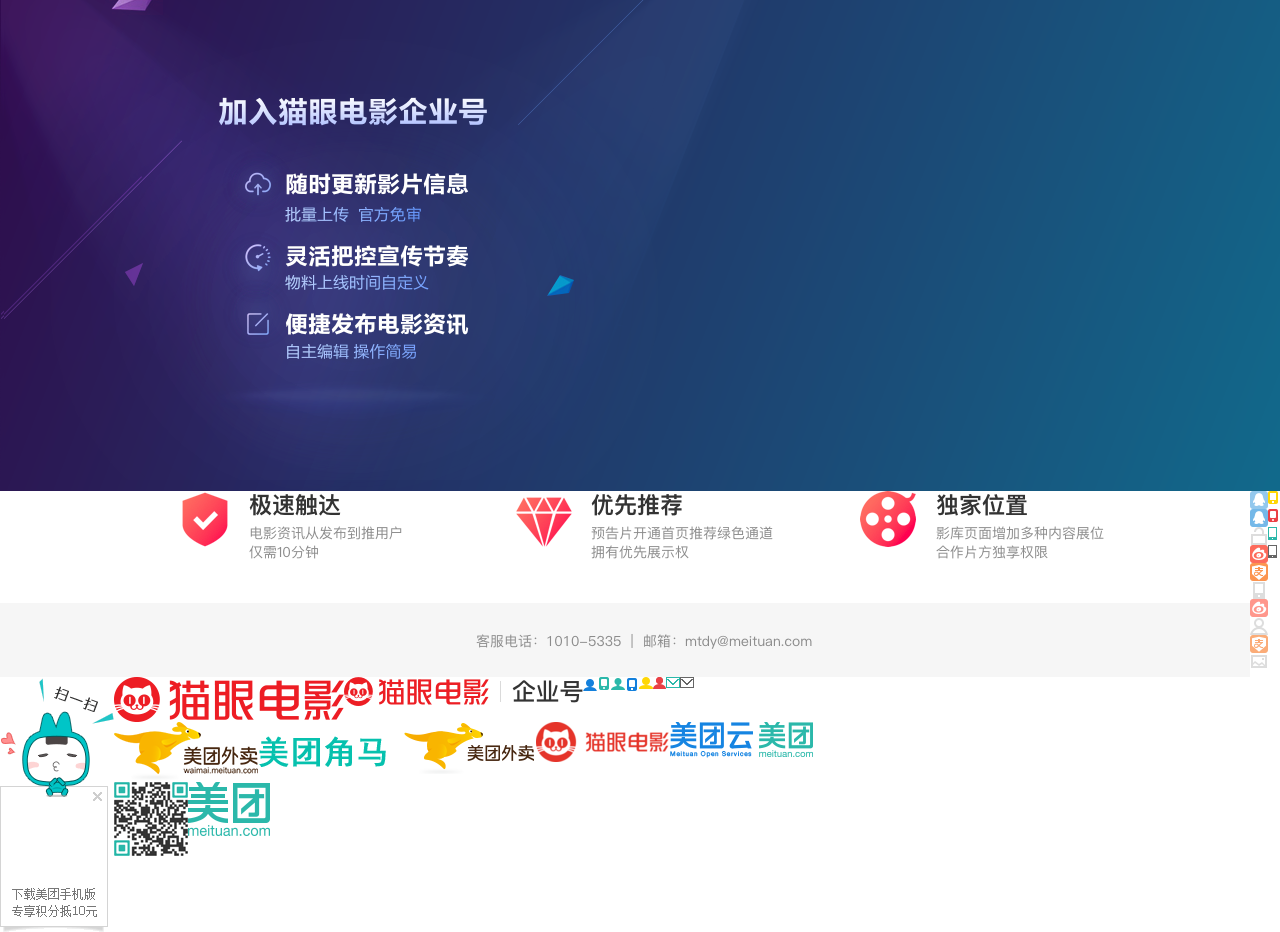 加入猫眼电影企业号
随时更新影片信息
批量上传 官方免审
灵活把控宣传节奏
物料上线时间自定义
便捷发布电影资讯
自主编辑 操作简易
极速触达
电影资讯从发布到推用户
仅需10分钟
优先推荐
预告片开通首页推荐绿色通道
拥有优先展示权
独家位置
影库页面增加多种内容展位
合作片方独享权限
客服电话：1010-5335 | 邮箱：mtdy@meituan.com
扫一扫
猫眼电影
猫眼电影 | 企业号
美团外卖
waimai.meituan.com
美团角马
美团外卖
猫眼电影
美团云
Meituan Open Services
美团
meituan.com
美团
meituan.com
下载美团手机版
专享积分抵10元